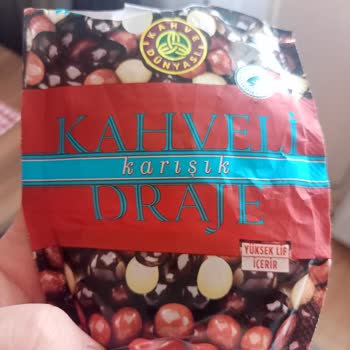 KAHVE DÜNYASI
KAHVELİ
karışık
DRAJE
YÜKSEK LİF
İÇERİR